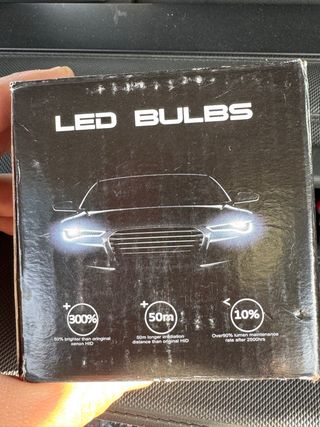 LED BULBS
+ 300%
+ 50m
< 10%
50% brighter than original
xenon HID
50m longer irradiation
distance than original HID
Over90% lumen maintenance
rate after 2500hrs